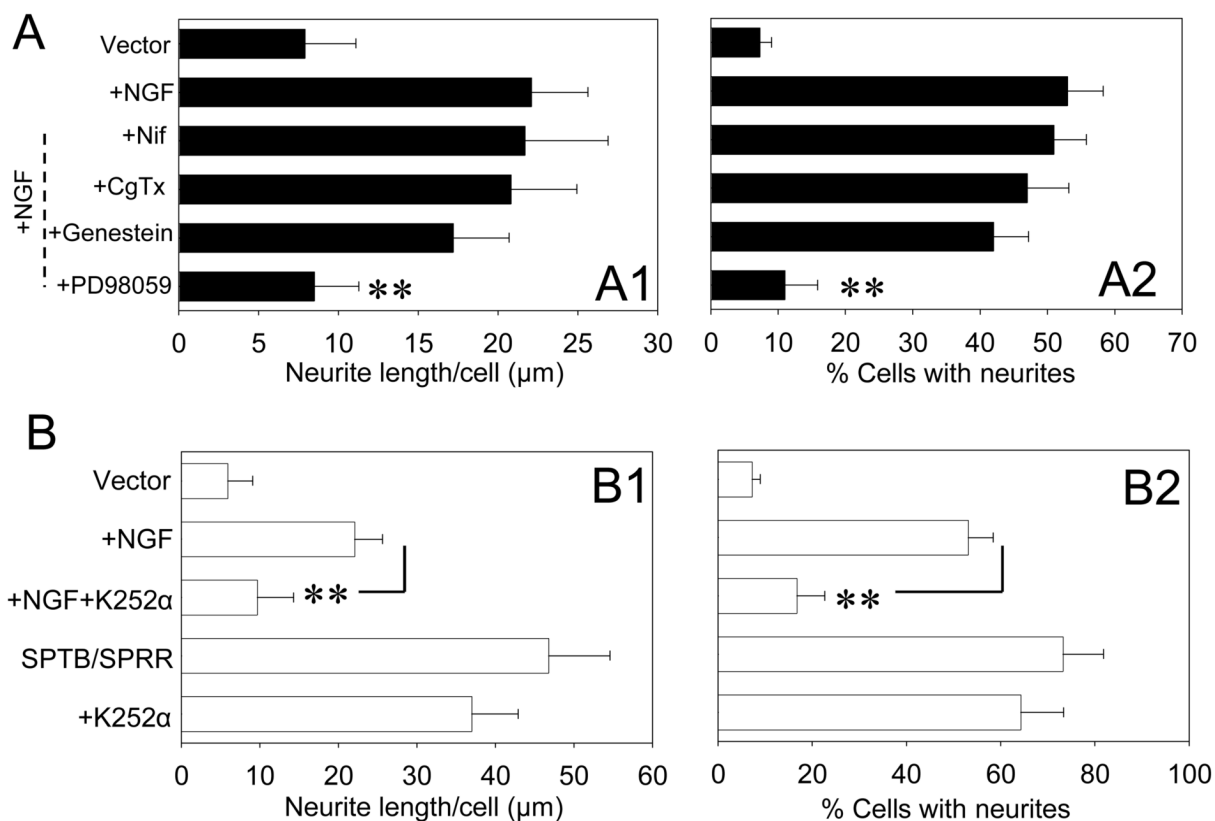 A
Vector
+NGF
+Nif
+CgTx
+Genestein
+PD98059
+NGF
** A1
0 5 10 15 20 25 30
Neurite length/cell (µm)
** A2
0 10 20 30 40 50 60 70
% Cells with neurites
B
Vector
+NGF
+NGF+K252α
SPTB/SPRR
+K252α
B1
**
0 10 20 30 40 50 60
Neurite length/cell (µm)
B2
**
0 20 40 60 80 100
% Cells with neurites